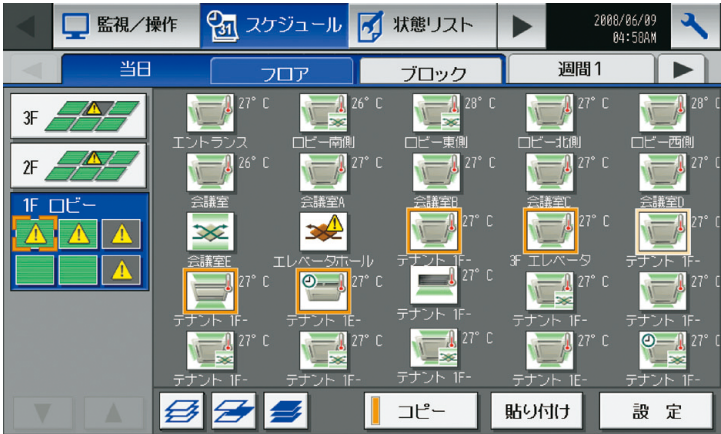 監視／操作 31 スケジュール 状態リスト 2008/06/09
04:58AM
当日 フロア ブロック 週間1
3F
2F
1F ロビー
27°C 26°C 28°C 27°C 28°C
エントランス ロビー南側 ロビー東側 ロビー北側 ロビー西側
26°C 27°C 27°C 27°C 27°C
会議室 会議室A 会議室B 会議室C 会議室D
27°C 27°C 27°C
会議室E エレベータホール テナント 1F- 3F エレベータ テナント 1F-
27°C 27°C 27°C 27°C 27°C
テナント 1F- テナント 1E- テナント 1F- テナント 1F- テナント 1F-
27°C 27°C 27°C 27°C 27°C
テナント 1F- テナント 1F- テナント 1F- テナント 1E- テナント 1F-
コピー 貼り付け 設 定